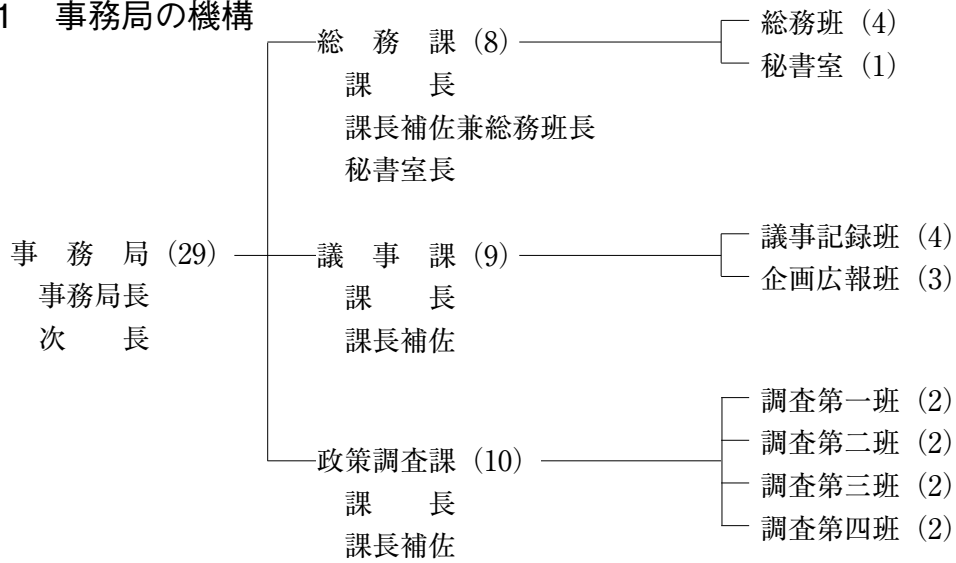 1　事務局の機構
総　務　課（8）
課　　長
課長補佐兼総務班長
秘書室長
総務班（4）
秘書室（1）
事　務　局（29）
事務局長
次　　長
議　事　課（9）
課　　長
課長補佐
議事記録班（4）
企画広報班（3）
政策調査課（10）
課　　長
課長補佐
調査第一班（2）
調査第二班（2）
調査第三班（2）
調査第四班（2）